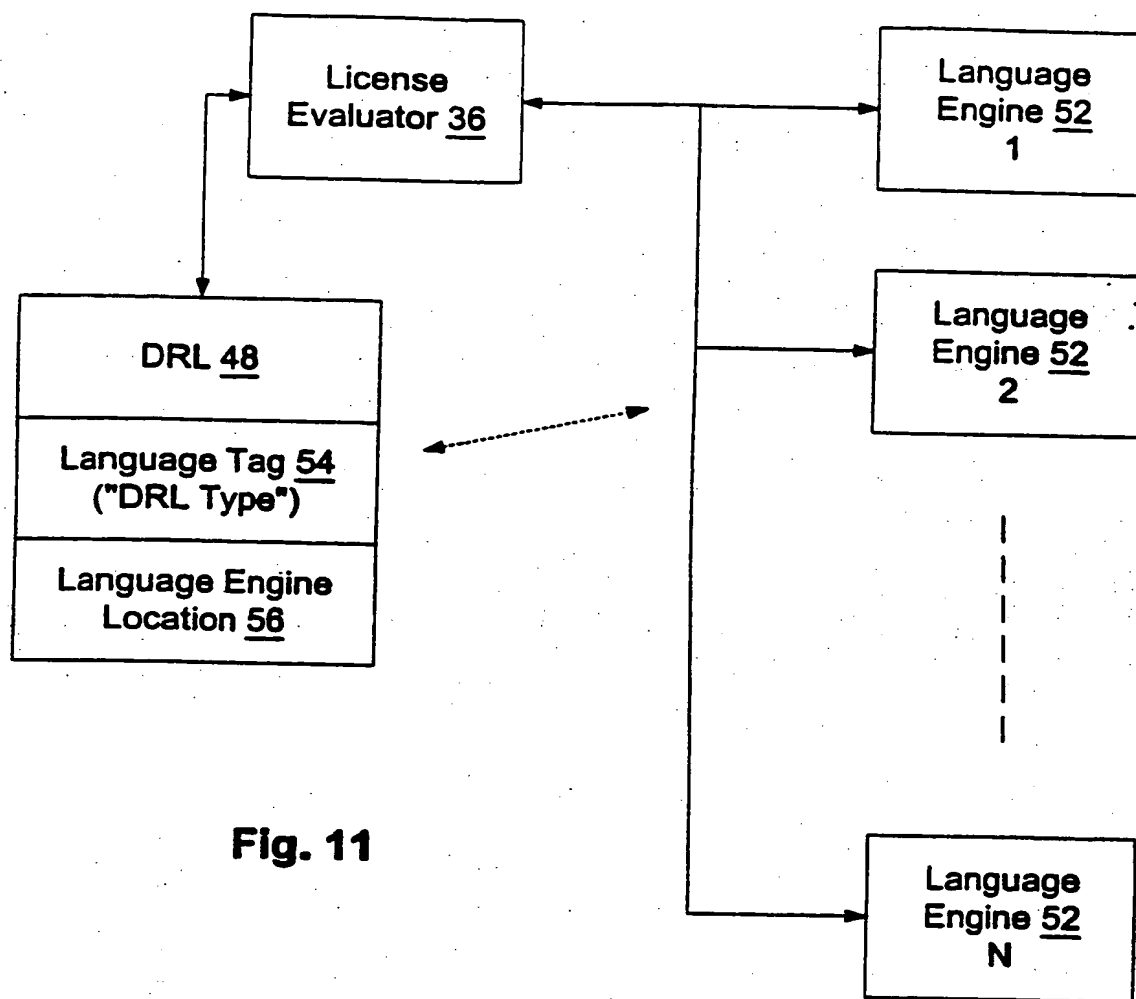 License
Evaluator 36
Language
Engine 52
1
DRL 48
Language Tag 54
("DRL Type")
Language Engine
Location 56
Language
Engine 52
2
Language
Engine 52
N
Fig. 11